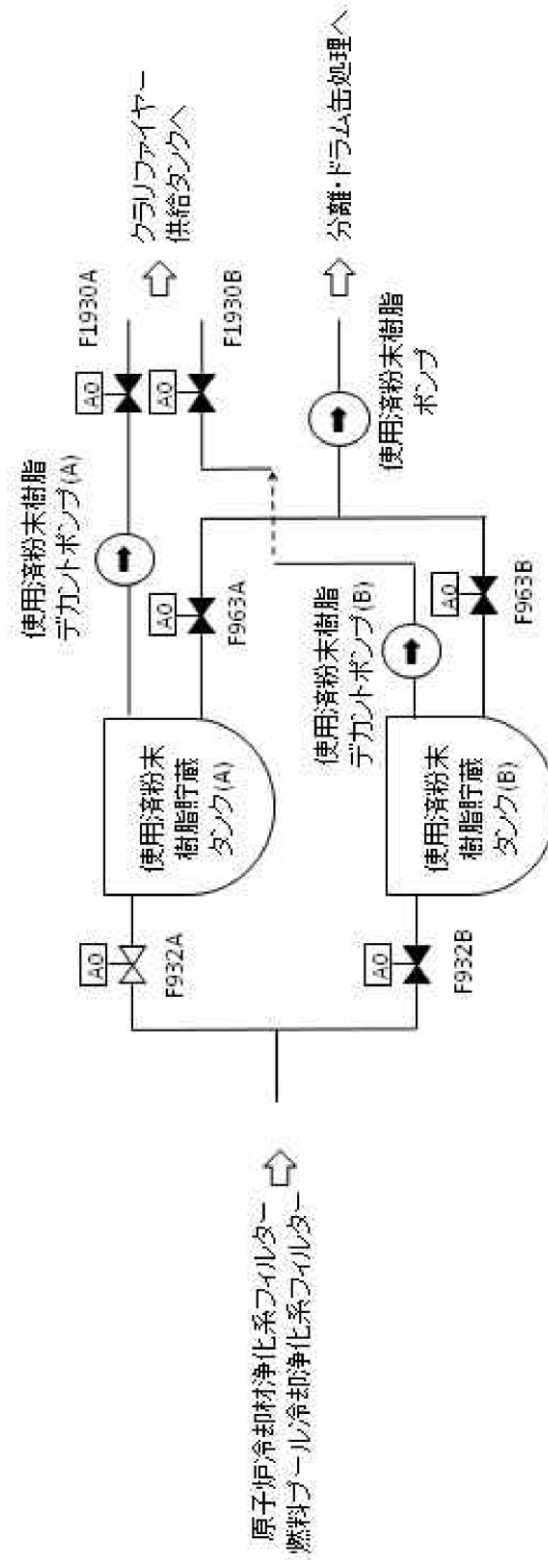 原子炉冷却材浄化系フィルター
燃料プール冷却浄化系フィルター
AO
F932A
AO
F932B
使用済粉末
樹脂貯蔵
タンク(A)
使用済粉末
樹脂貯蔵
タンク(B)
使用済粉末樹脂
デカントポンプ(A)
AO
F963A
使用済粉末樹脂
デカントポンプ(B)
AO
F963B
AO
F1930A
AO
F1930B
クラリファイヤー
供給タンクへ
使用済粉末樹脂
ポンプ
分離・ドラム缶処理へ